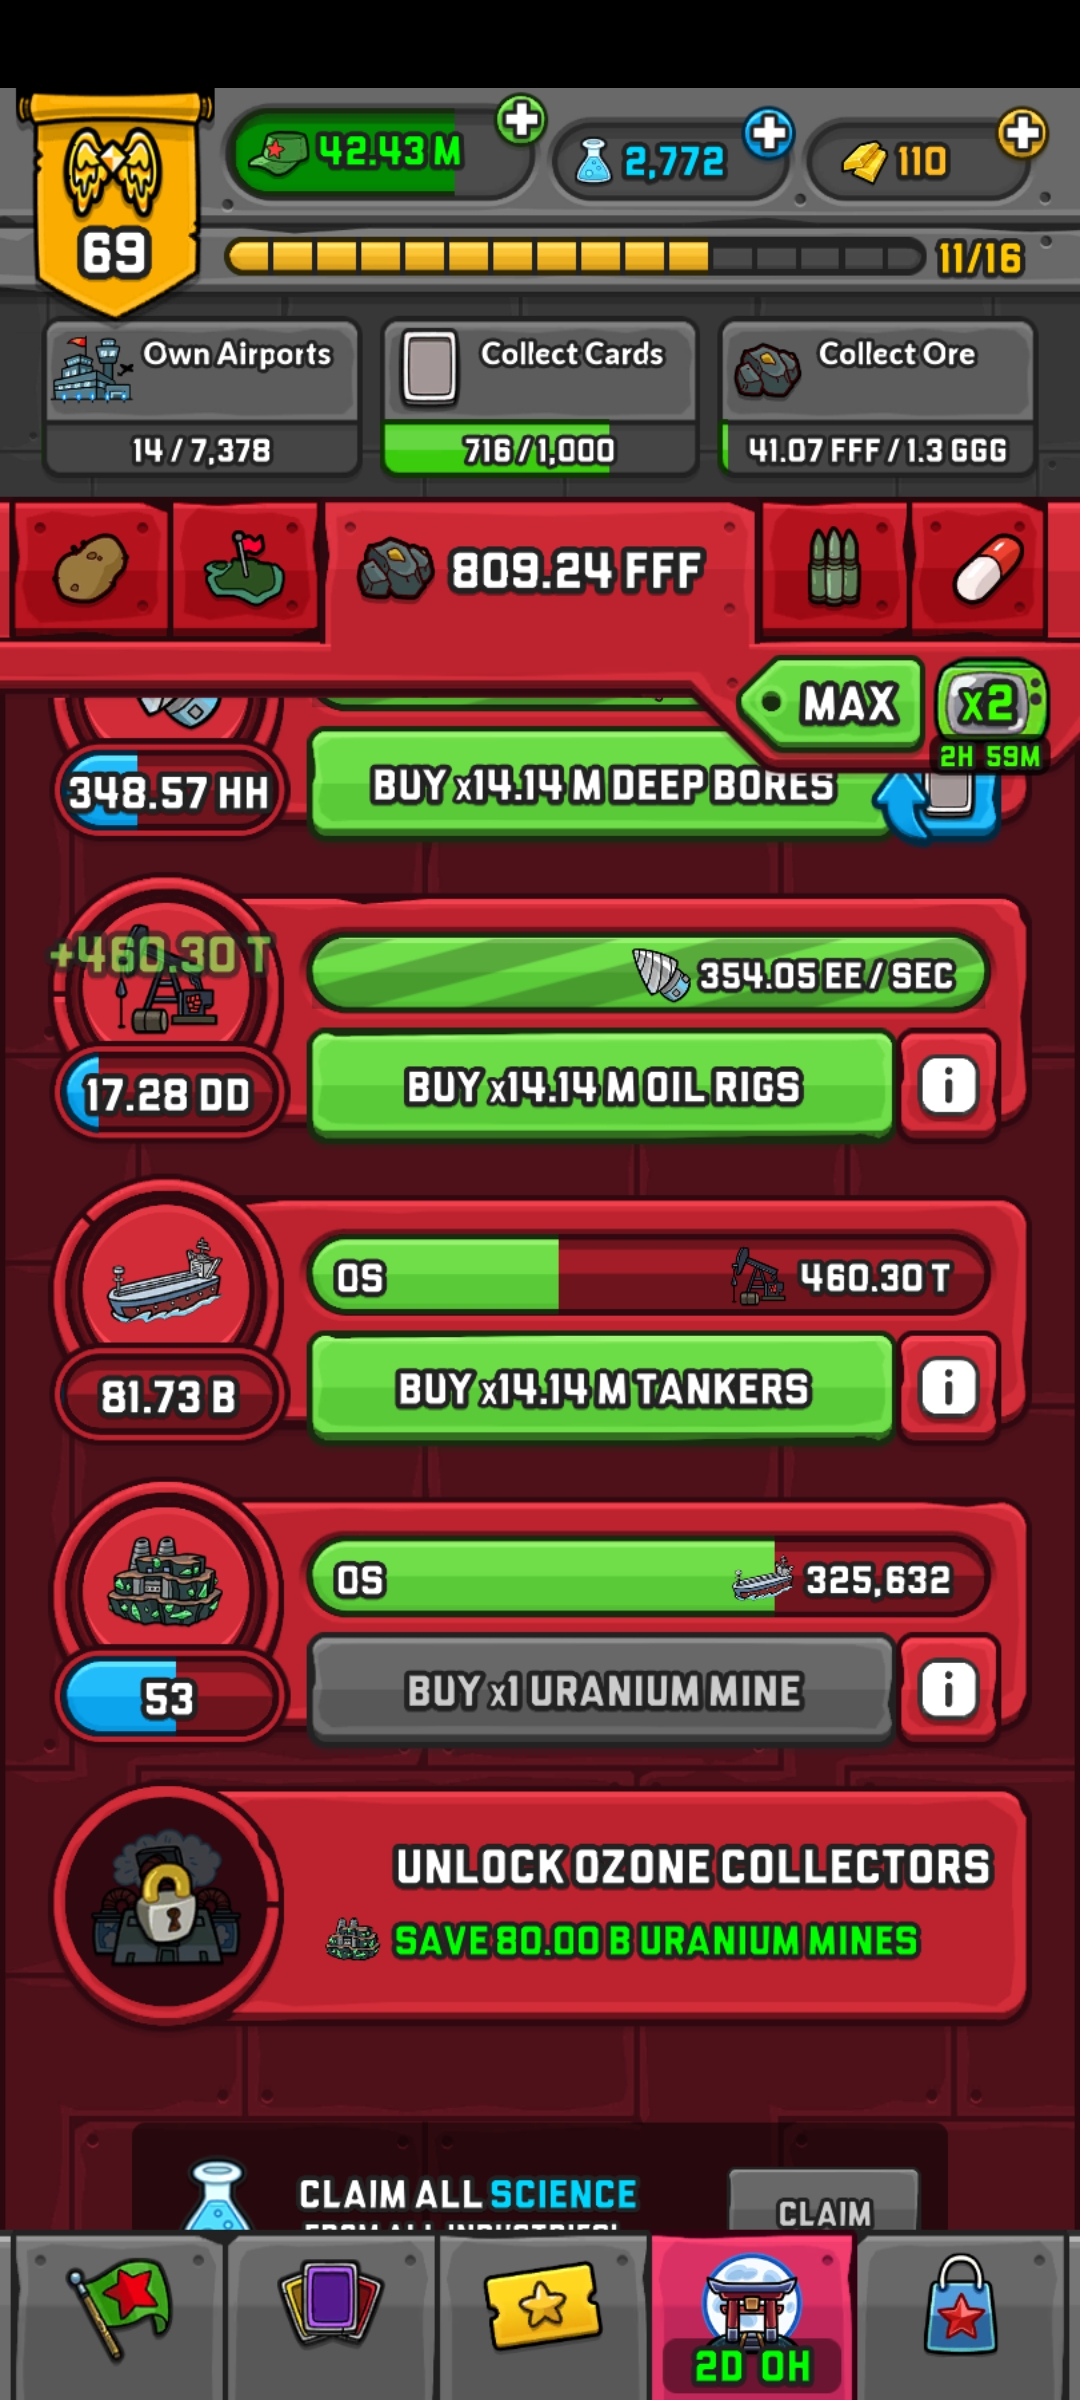 42.43 M
2,772
110
69
11/16
Own Airports
Collect Cards
Collect Ore
14 / 7,378
716 / 1,000
41.07 FFF / 1.3 GGG
809.24 FFF
MAX
x2
2H 59M
348.57 HH
BUY x14.14 M DEEP BORES
+460.30 T
354.05 EE / SEC
17.28 DD
BUY x14.14 M OIL RIGS
i
0S
460.30 T
81.73 B
BUY x14.14 M TANKERS
i
0S
325,632
53
BUY x1 URANIUM MINE
i
UNLOCK OZONE COLLECTORS
SAVE 80.00 B URANIUM MINES
CLAIM ALL SCIENCE
FROM ALL INDUSTRIES!
CLAIM
2D 0H